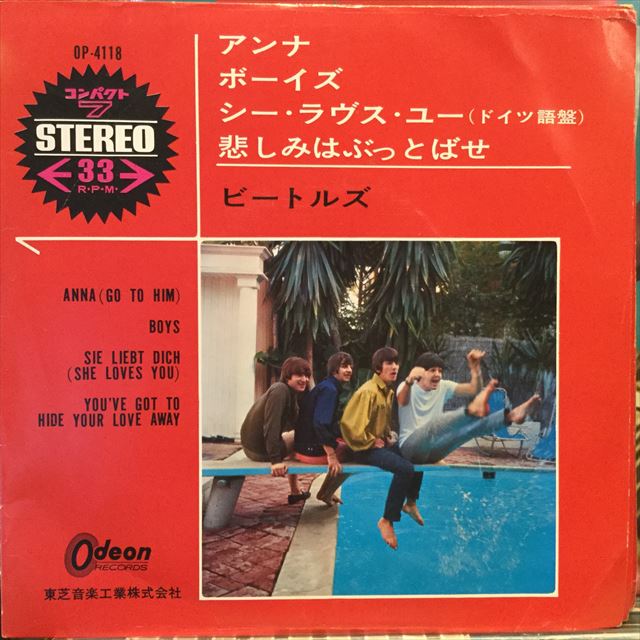 OP-4118
コンパクト
7
STEREO
33
R・P・M・
アンナ
ボーイズ
シー・ラヴス・ユー(ドイツ語盤)
悲しみはぶっとばせ
ビートルズ
ANNA (GO TO HIM)
BOYS
SIE LIEBT DICH
(SHE LOVES YOU)
YOU'VE GOT TO
HIDE YOUR LOVE AWAY
Odeon
RECORDS
東芝音楽工業株式会社